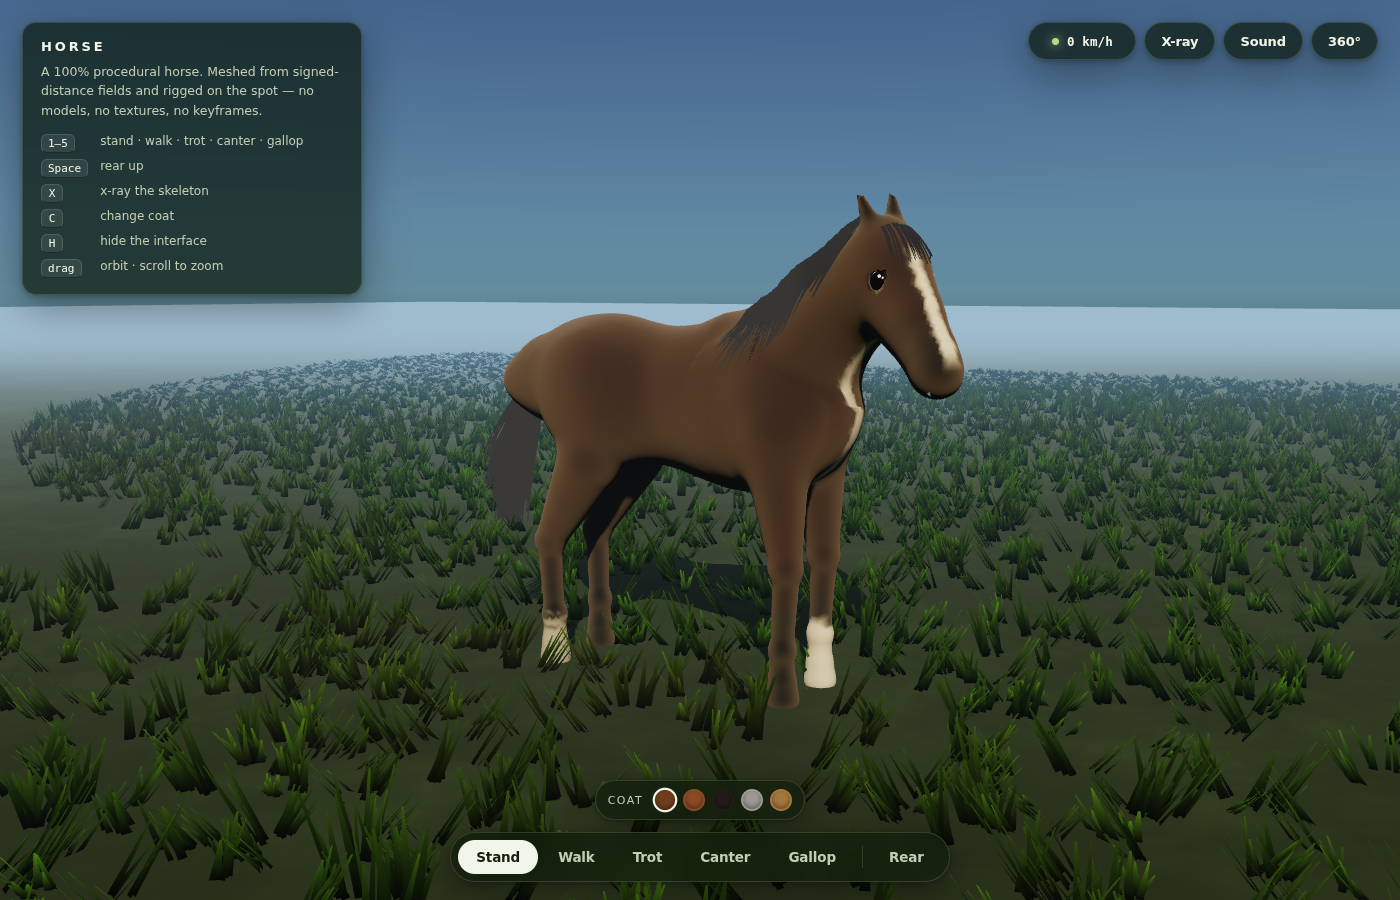 HORSE
A 100% procedural horse. Meshed from signed-
distance fields and rigged on the spot — no
models, no textures, no keyframes.
1–5 stand · walk · trot · canter · gallop
Space rear up
X x-ray the skeleton
C change coat
H hide the interface
drag orbit · scroll to zoom
0 km/h X-ray Sound 360°
COAT
Stand Walk Trot Canter Gallop Rear